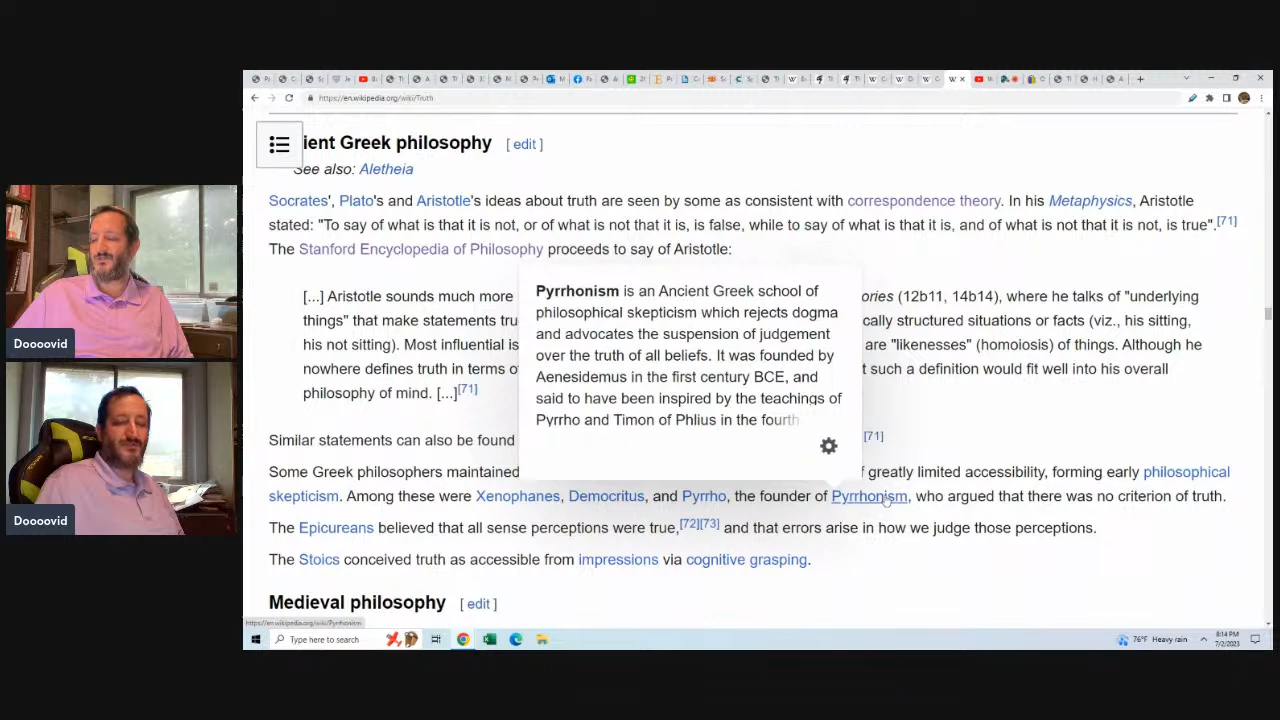 https://en.wikipedia.org/wiki/Truth
ient Greek philosophy [ edit ]
See also: Aletheia
Socrates', Plato's and Aristotle's ideas about truth are seen by some as consistent with correspondence theory. In his Metaphysics, Aristotle
stated: "To say of what is that it is not, or of what is not that it is, is false, while to say of what is that it is, and of what is not that it is not, is true".[71]
The Stanford Encyclopedia of Philosophy proceeds to say of Aristotle:
[...] Aristotle sounds much more ories (12b11, 14b14), where he talks of "underlying
things" that make statements tru cally structured situations or facts (viz., his sitting,
his not sitting). Most influential is are "likenesses" (homoiosis) of things. Although he
nowhere defines truth in terms o t such a definition would fit well into his overall
philosophy of mind. [...][71]
Pyrrhonism is an Ancient Greek school of
philosophical skepticism which rejects dogma
and advocates the suspension of judgement
over the truth of all beliefs. It was founded by
Aenesidemus in the first century BCE, and
said to have been inspired by the teachings of
Pyrrho and Timon of Phlius in the fourth
Similar statements can also be found [71]
Some Greek philosophers maintained f greatly limited accessibility, forming early philosophical
skepticism. Among these were Xenophanes, Democritus, and Pyrrho, the founder of Pyrrhonism, who argued that there was no criterion of truth.
The Epicureans believed that all sense perceptions were true,[72][73] and that errors arise in how we judge those perceptions.
The Stoics conceived truth as accessible from impressions via cognitive grasping.
Medieval philosophy [ edit ]
https://en.wikipedia.org/wiki/Pyrrhonism
Type here to search
76°F Heavy rain
8:14 PM
7/2/2023
Doooovid
Doooovid